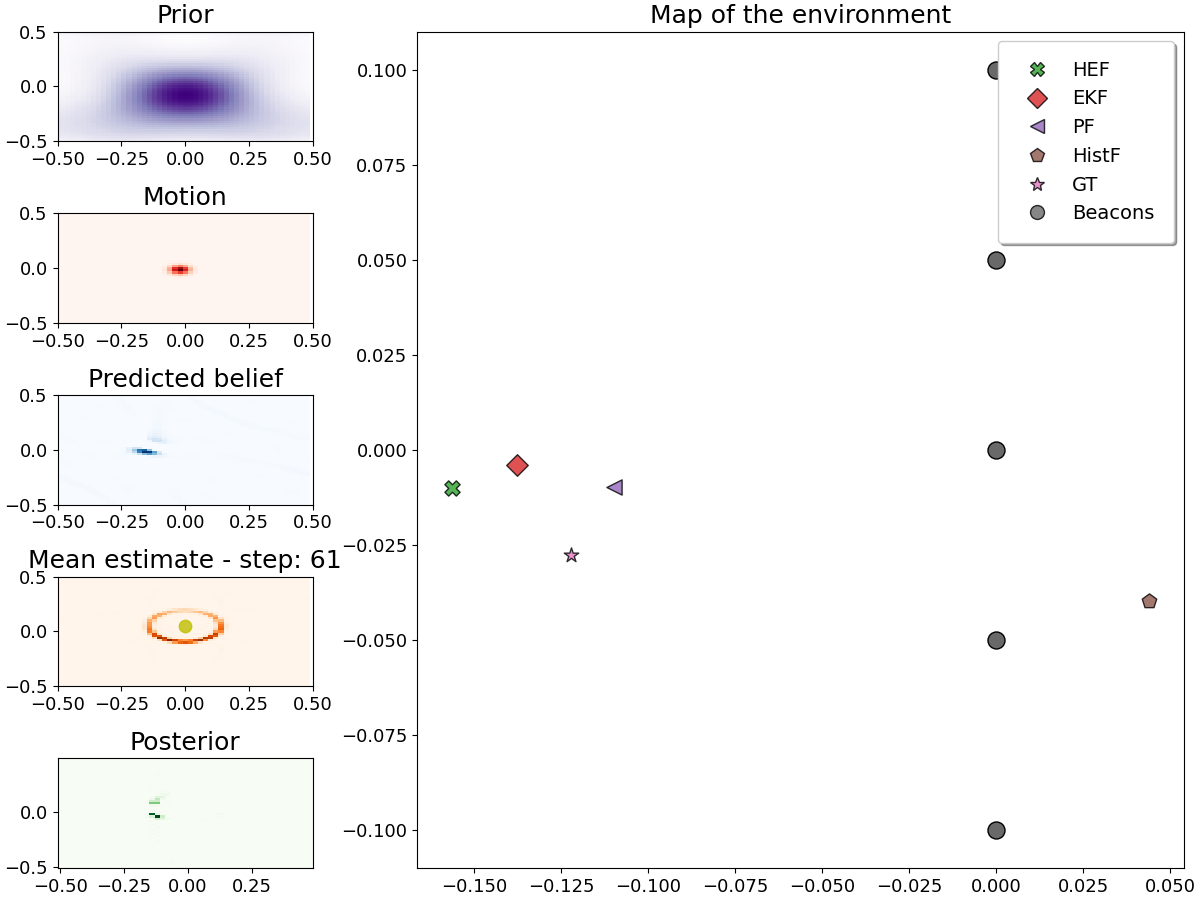 Prior
0.5
0.0
−0.5
−0.50 −0.25 0.00 0.25 0.50
Motion
0.5
0.0
−0.5
−0.50 −0.25 0.00 0.25 0.50
Predicted belief
0.5
0.0
−0.5
−0.50 −0.25 0.00 0.25 0.50
Mean estimate - step: 61
0.5
0.0
−0.5
−0.50 −0.25 0.00 0.25 0.50
Posterior
0.0
−0.5
−0.50 −0.25 0.00 0.25
Map of the environment
0.100
0.075
0.050
0.025
0.000
−0.025
−0.050
−0.075
−0.100
−0.150 −0.125 −0.100 −0.075 −0.050 −0.025 0.000 0.025 0.050
HEF
EKF
PF
HistF
GT
Beacons